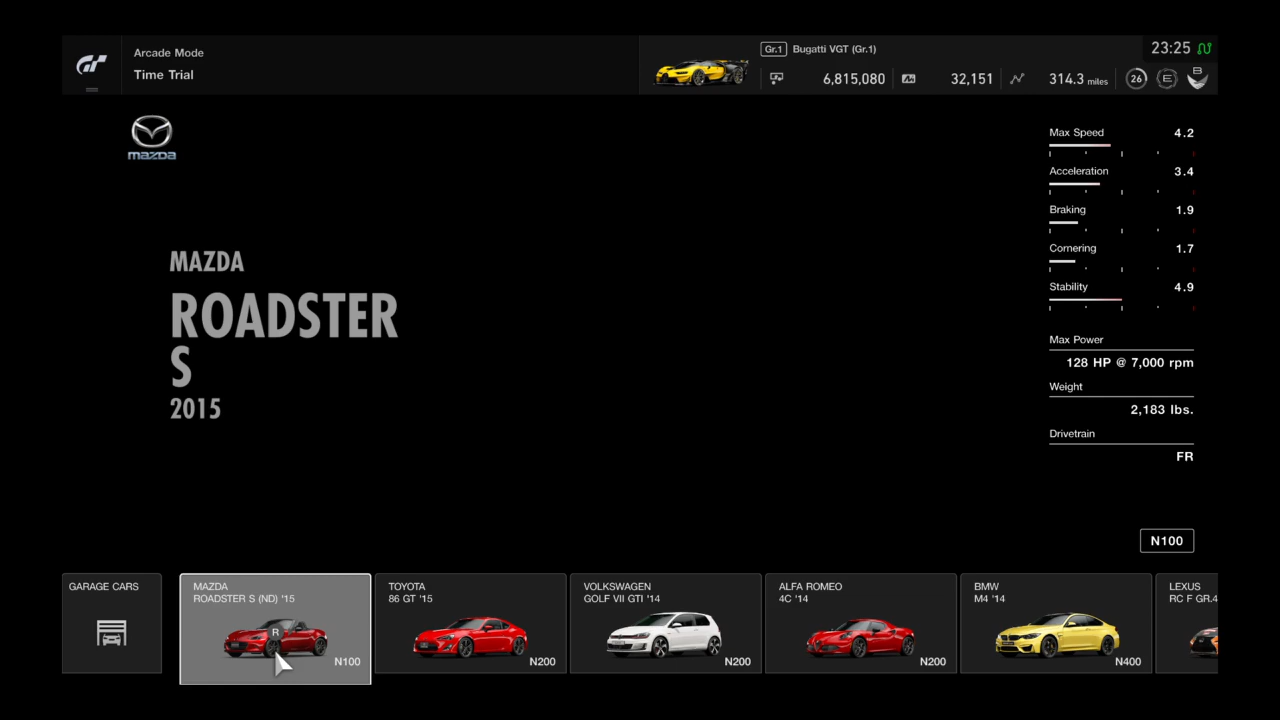 GT
Arcade Mode
Time Trial
Gr.1 Bugatti VGT (Gr.1)
23:25
6,815,080
32,151
314.3 miles
26
E
B
mazda
MAZDA
ROADSTER
S
2015
Max Speed 4.2
Acceleration 3.4
Braking 1.9
Cornering 1.7
Stability 4.9
Max Power
128 HP @ 7,000 rpm
Weight
2,183 lbs.
Drivetrain
FR
N100
GARAGE CARS
MAZDA
ROADSTER S (ND) '15
R
N100
TOYOTA
86 GT '15
N200
VOLKSWAGEN
GOLF VII GTI '14
N200
ALFA ROMEO
4C '14
N200
BMW
M4 '14
N400
LEXUS
RC F GR.4